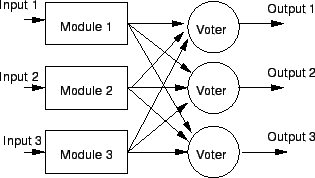 Input 1
Module 1
Voter
Output 1
Input 2
Module 2
Voter
Output 2
Input 3
Module 3
Voter
Output 3